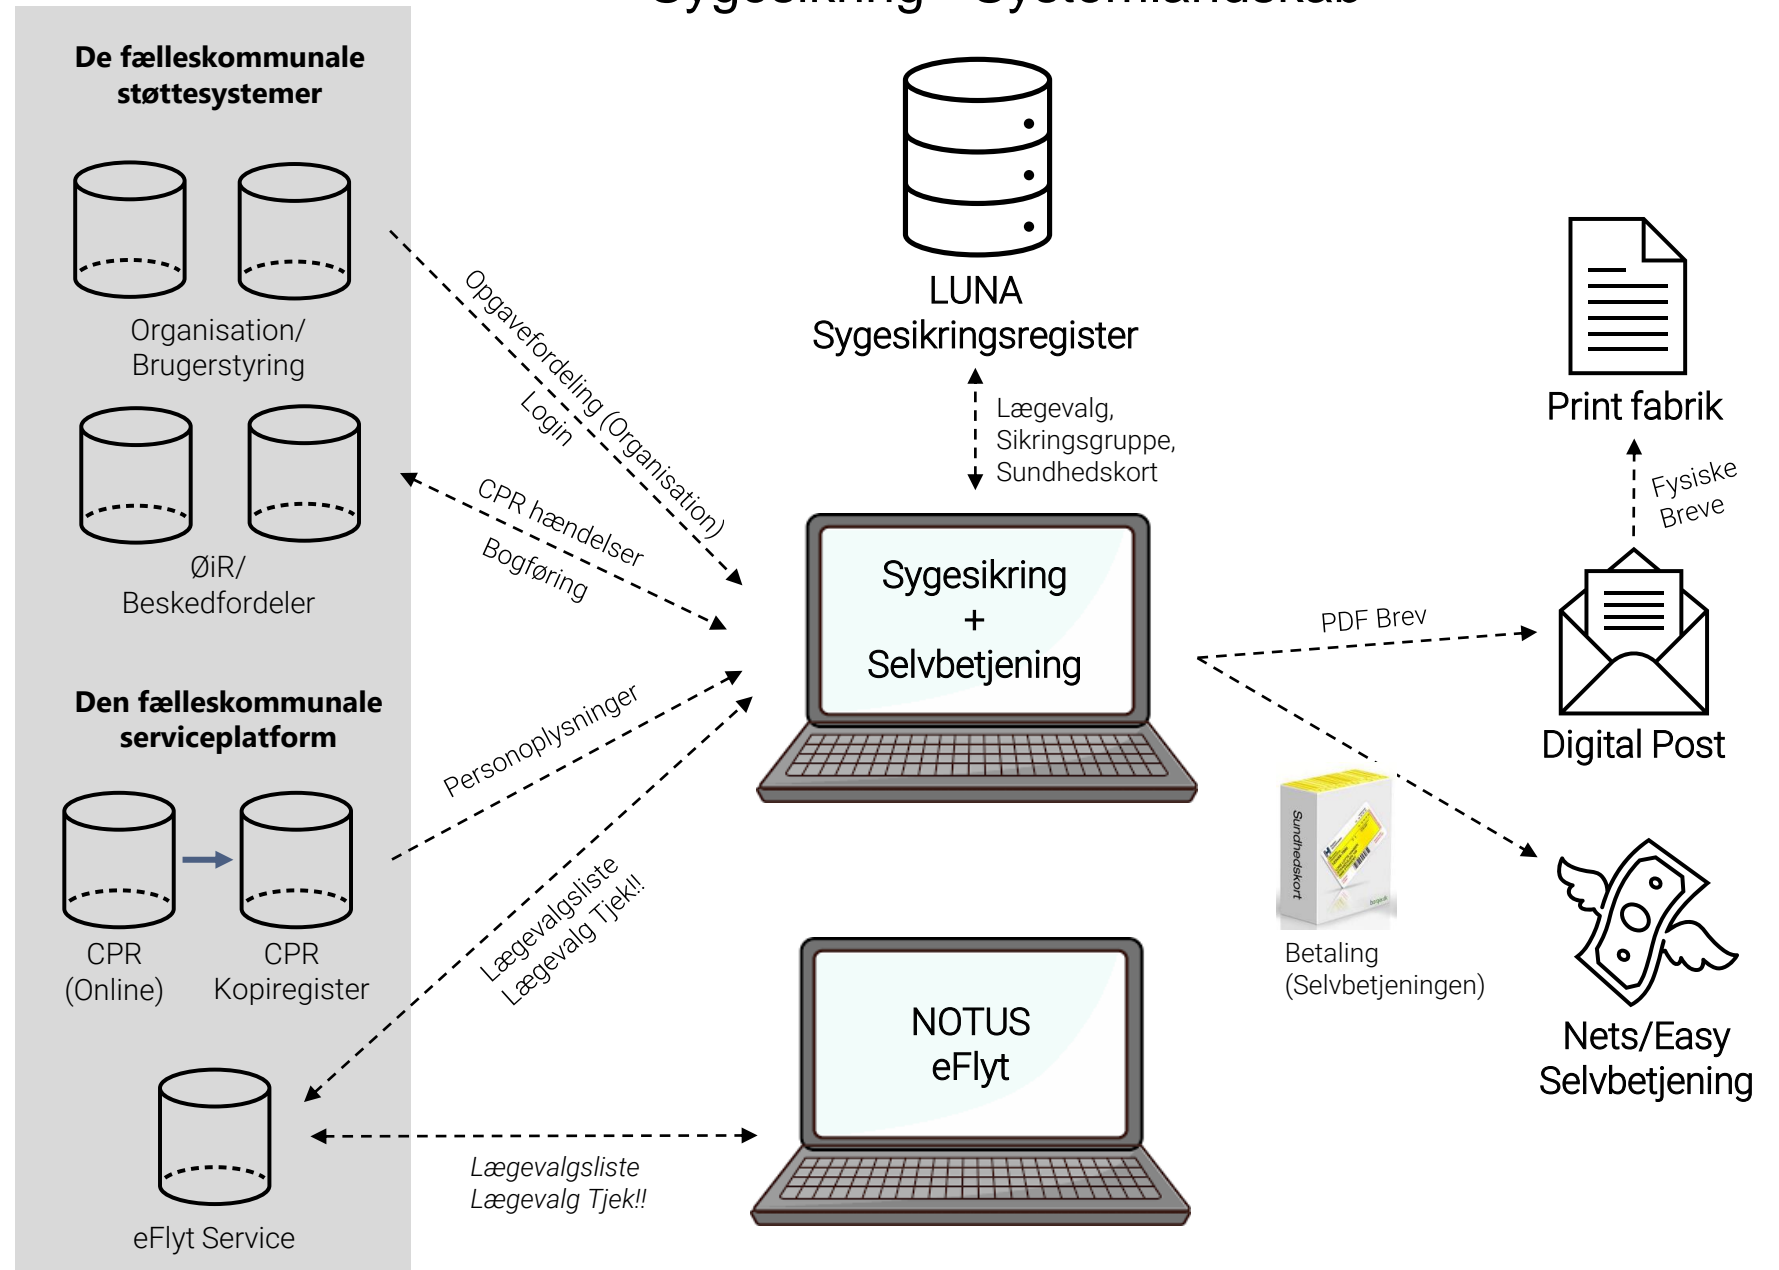 Sygesikring - Systemlandskab
De fælleskommunale
støttesystemer
Organisation/
Brugerstyring
ØiR/
Beskedfordeler
Den fælleskommunale
serviceplatform
CPR
(Online)
CPR
Kopiregister
eFlyt Service
Opgavefordeling (Organisation)
Login
CPR hændelser
Bogføring
Personoplysninger
Lægevalgsliste
Lægevalg Tjek!!
Lægevalgsliste
Lægevalg Tjek!!
LUNA
Sygesikringsregister
Lægevalg,
Sikringsgruppe,
Sundhedskort
Sygesikring
+
Selvbetjening
NOTUS
eFlyt
Print fabrik
Fysiske
Breve
PDF Brev
Digital Post
Sundhedskort
Betaling
(Selvbetjeningen)
Nets/Easy
Selvbetjening